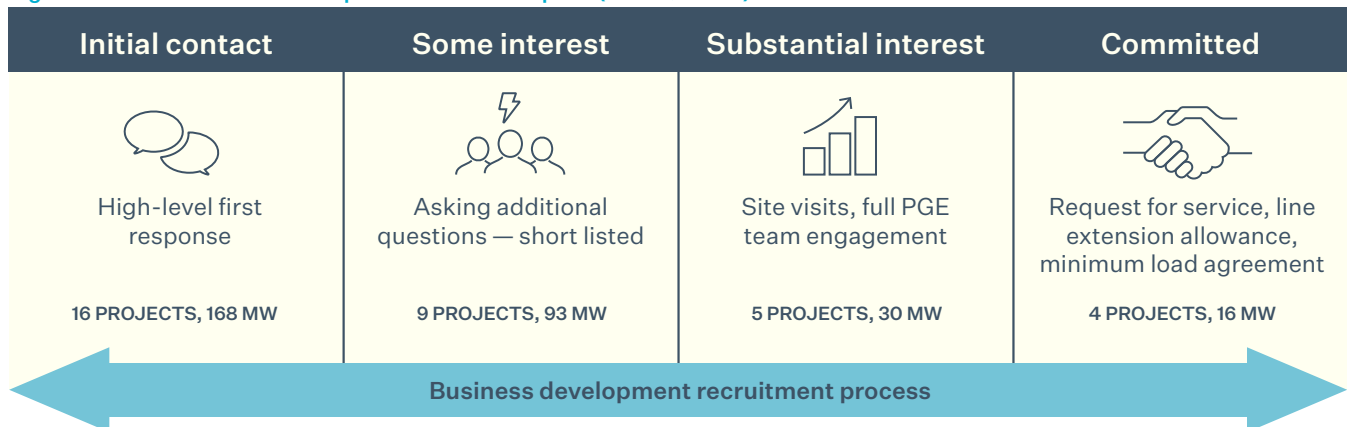 Initial contact
Some interest
Substantial interest
Committed
High-level first
response
Asking additional
questions — short listed
Site visits, full PGE
team engagement
Request for service, line
extension allowance,
minimum load agreement
16 PROJECTS, 168 MW
9 PROJECTS, 93 MW
5 PROJECTS, 30 MW
4 PROJECTS, 16 MW
Business development recruitment process